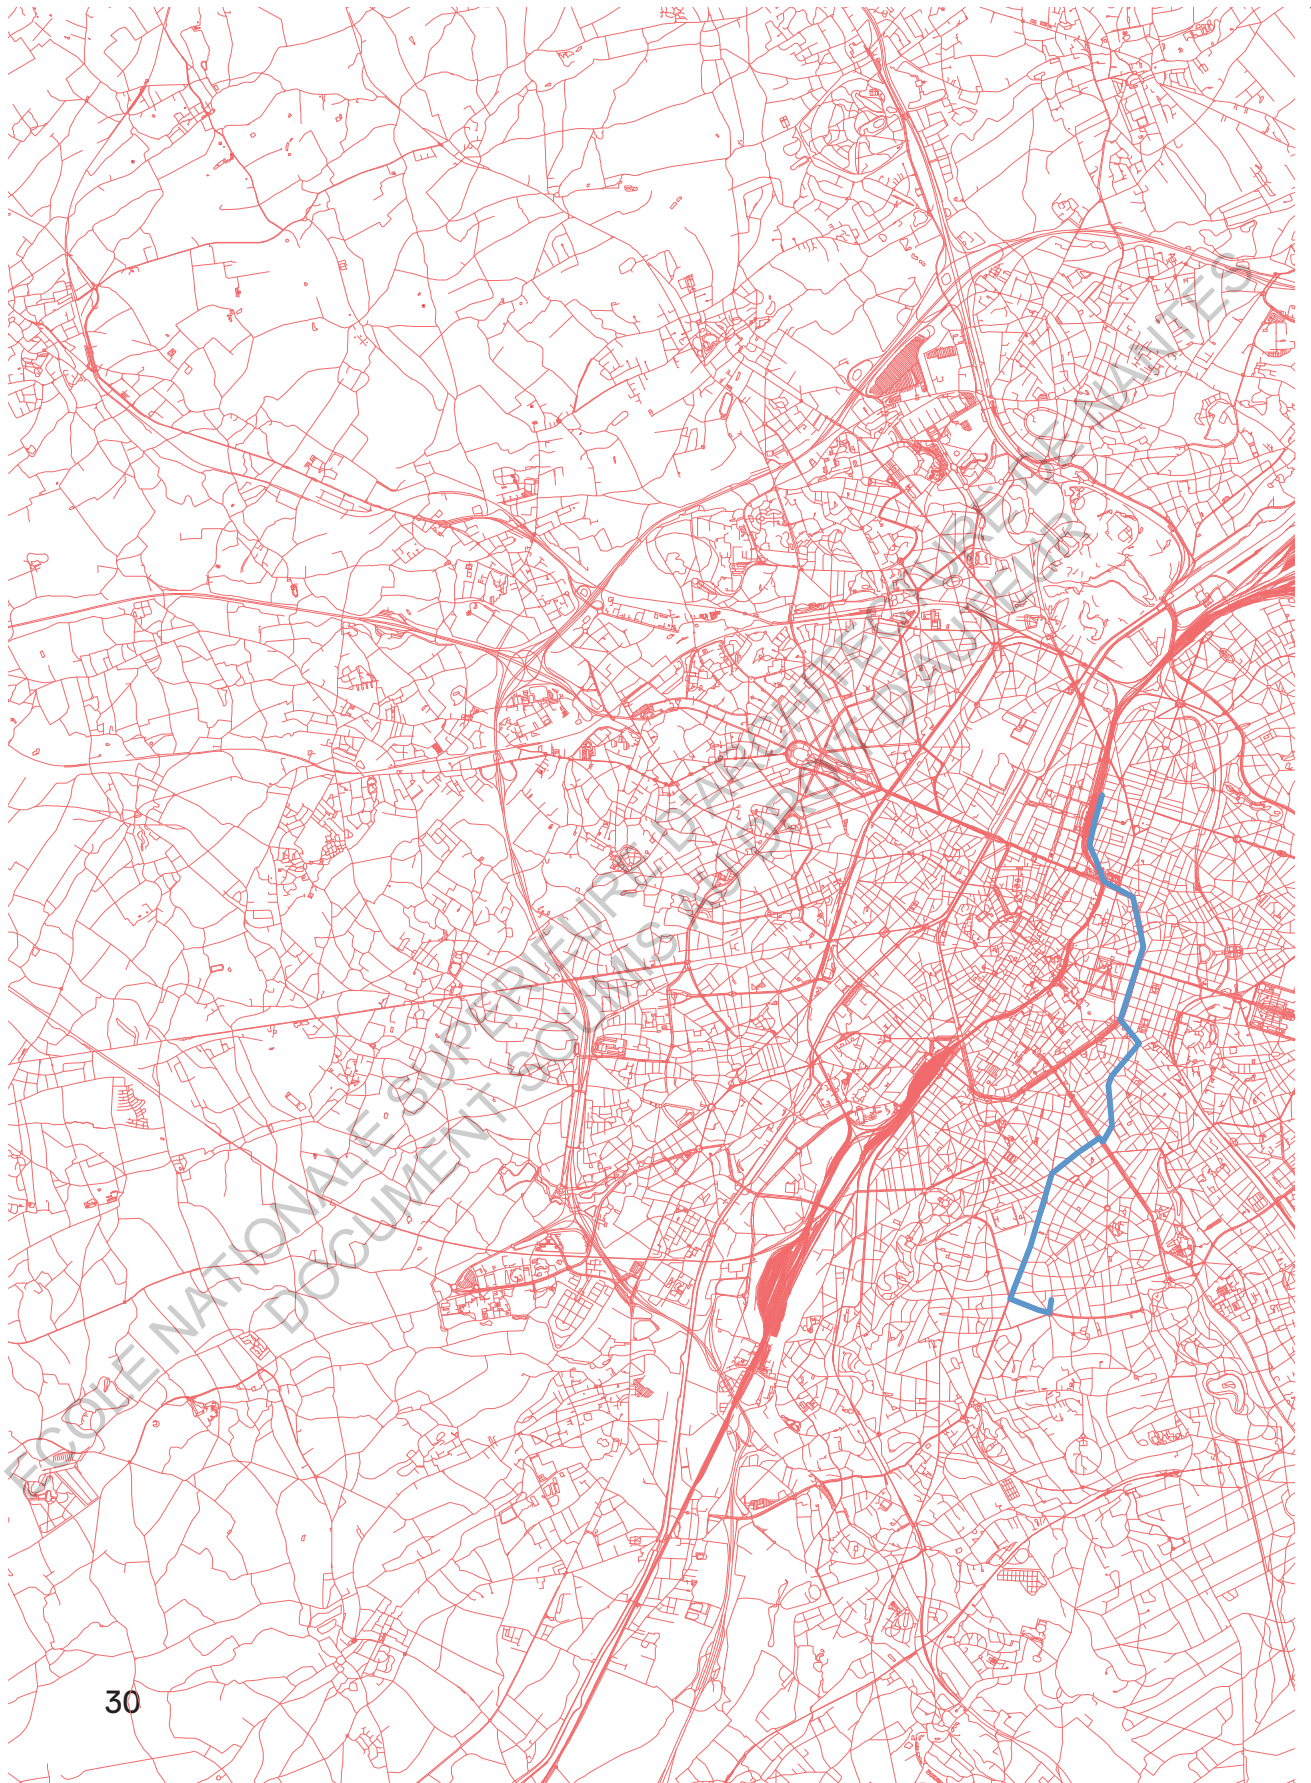 ECOLE NATIONALE SUPERIEURE D'ARCHITECTURE DE NANTES
DOCUMENT SOUMIS AU DROIT D'AUTEUR
30